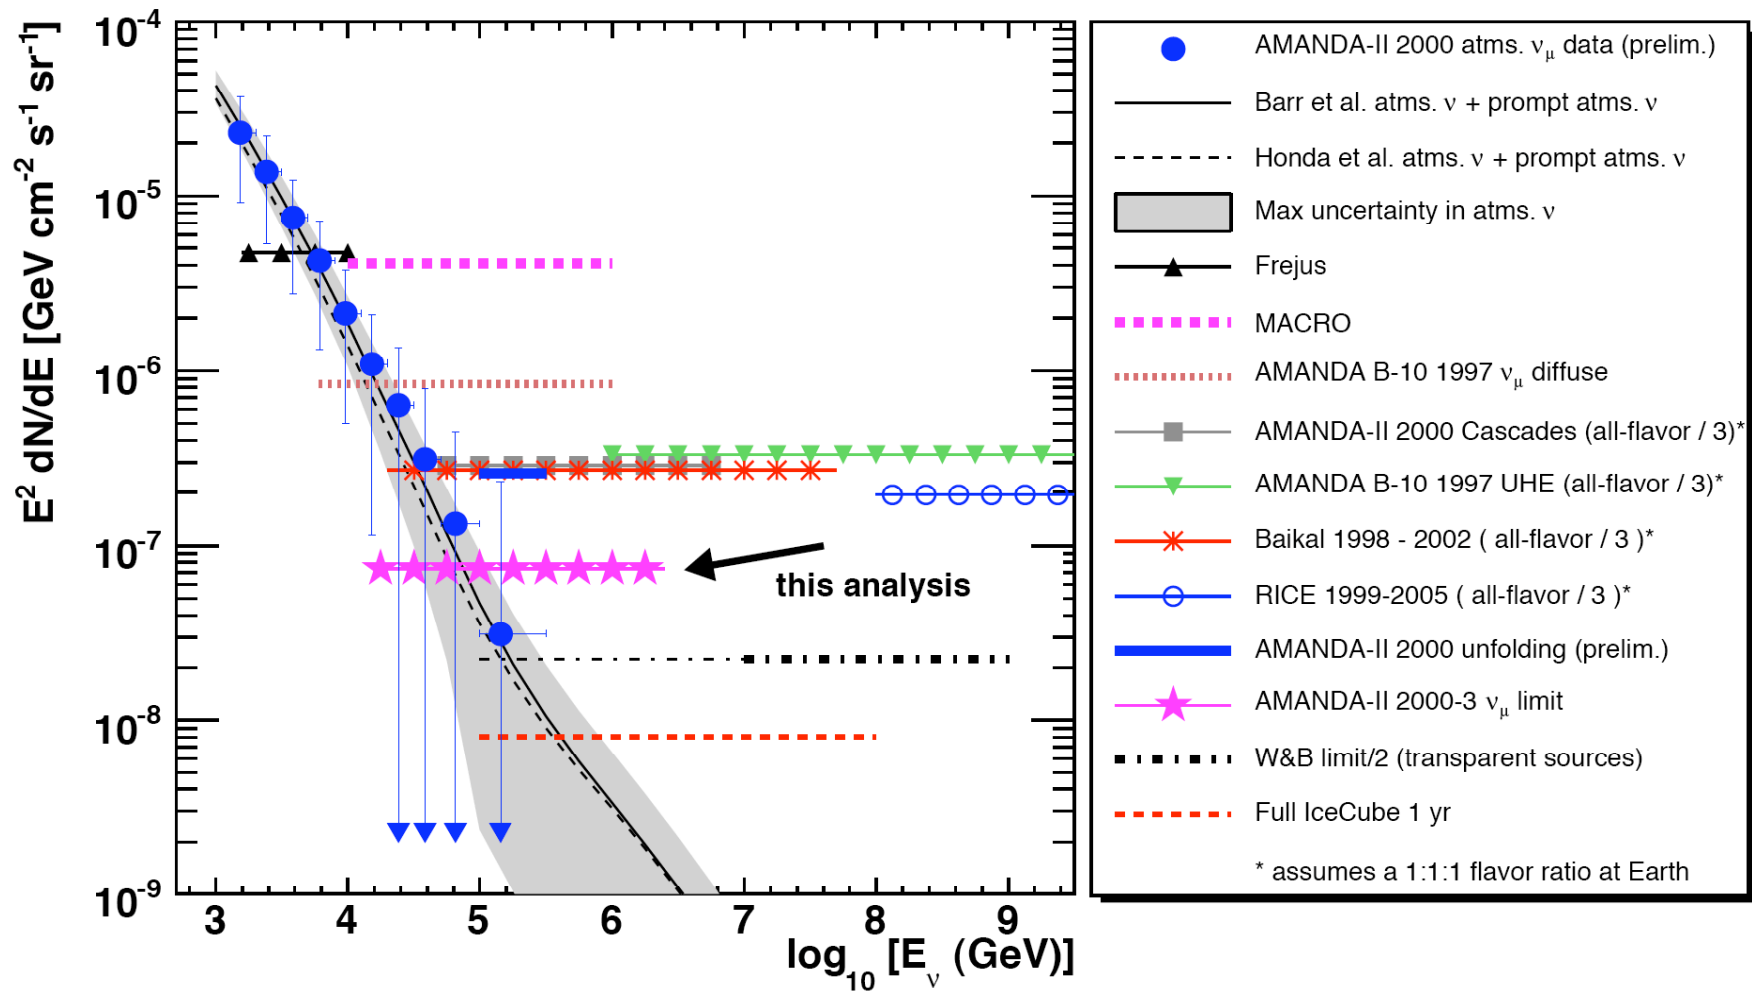 E² dN/dE [GeV cm⁻² s⁻¹ sr⁻¹]
10⁻⁴
10⁻⁵
10⁻⁶
10⁻⁷
10⁻⁸
10⁻⁹
this analysis
3 4 5 6 7 8 9
log₁₀ [E_ν (GeV)]
AMANDA-II 2000 atms. ν_μ data (prelim.)
Barr et al. atms. ν + prompt atms. ν
Honda et al. atms. ν + prompt atms. ν
Max uncertainty in atms. ν
Frejus
MACRO
AMANDA B-10 1997 ν_μ diffuse
AMANDA-II 2000 Cascades (all-flavor / 3)*
AMANDA B-10 1997 UHE (all-flavor / 3)*
Baikal 1998 - 2002 ( all-flavor / 3 )*
RICE 1999-2005 ( all-flavor / 3 )*
AMANDA-II 2000 unfolding (prelim.)
AMANDA-II 2000-3 ν_μ limit
W&B limit/2 (transparent sources)
Full IceCube 1 yr
* assumes a 1:1:1 flavor ratio at Earth